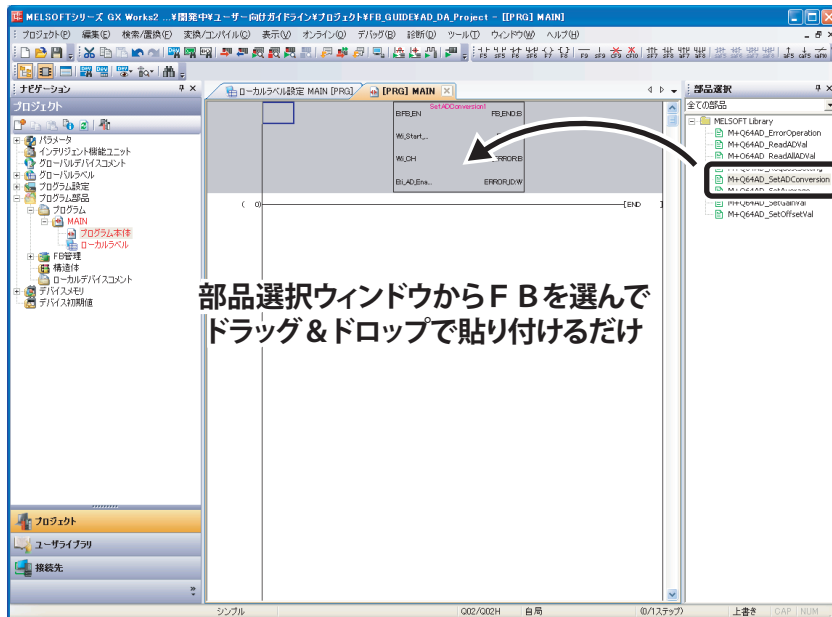 MELSOFTシリーズ GX Works2 ...¥開発中¥ユーザー向けガイドライン¥プロジェクト¥FB_GUIDE¥AD_DA_Project - [[PRG] MAIN]
プロジェクト(P) 編集(E) 検索/置換(F) 変換/コンパイル(C) 表示(V) オンライン(O) デバッグ(B) 診断(D) ツール(T) ウィンドウ(W) ヘルプ(H)
ナビゲーション
プロジェクト
パラメータ
インテリジェント機能ユニット
グローバルデバイスコメント
グローバルラベル
プログラム設定
プログラム部品
プログラム
MAIN
プログラム本体
ローカルラベル
FB管理
構造体
ローカルデバイスコメント
デバイスメモリ
デバイス初期値
プロジェクト
ユーザライブラリ
接続先
ローカルラベル設定 MAIN [PRG]
[PRG] MAIN
SetADConversion1
B:FB_EN FB_ENO:B
W:i_Start_...
W:i_CH
B:i_AD_Ena... ERROR_ID:W
( 0) [END ]
部品選択ウィンドウからＦＢを選んで
ドラッグ＆ドロップで貼り付けるだけ
部品選択
全ての部品
MELSOFT Library
M+Q64AD_ErrorOperation
M+Q64AD_ReadADVal
M+Q64AD_ReadAllADVal
M+Q64AD_SetADConversion
M+Q64AD_SetAverage
M+Q64AD_SetGainVal
M+Q64AD_SetOffsetVal
シンプル Q02/Q02H 自局 (0/1ステップ) 上書き CAP NUM